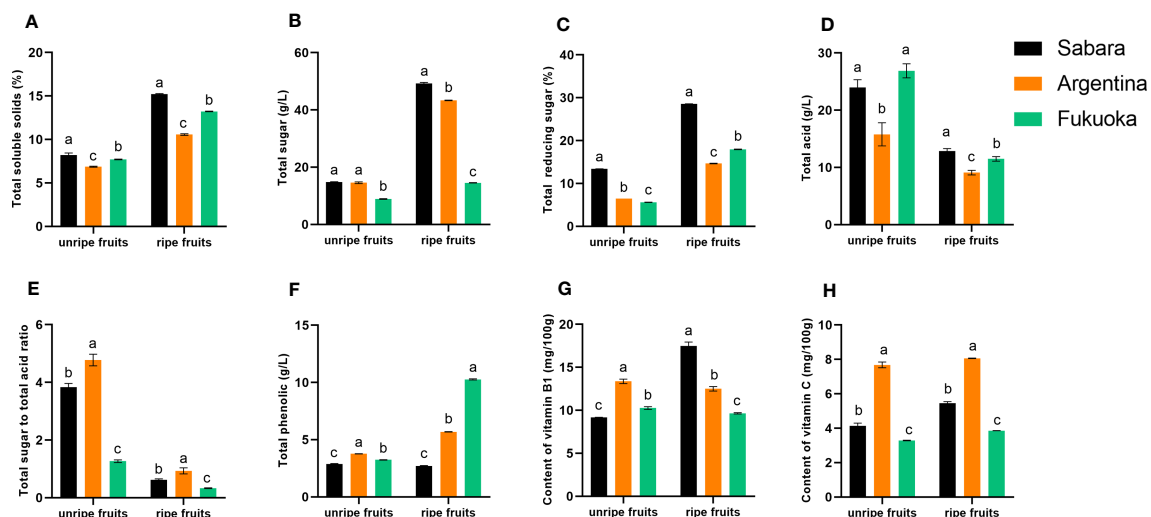 A
Total soluble solids (%)
20
15
10
5
0
a
c
b
a
c
b
unripe fruits
ripe fruits
B
Total sugar (g/L)
60
40
20
0
a
a
b
a
b
c
unripe fruits
ripe fruits
C
Total reducing sugar (%)
40
30
20
10
0
a
b
c
a
c
b
unripe fruits
ripe fruits
D
Total acid (g/L)
20
15
10
5
0
a
b
a
a
c
b
unripe fruits
ripe fruits
Sabara
Argentina
Fukuoka
E
Total sugar to total acid ratio
6
4
2
0
b
a
c
b
a
c
unripe fruits
ripe fruits
F
Total phenolic (g/L)
15
10
5
0
c
a
b
c
b
a
unripe fruits
ripe fruits
G
Content of vitamin B1 (mg/100g)
20
15
10
5
0
c
a
b
a
b
c
unripe fruits
ripe fruits
H
Content of vitamin C (mg/100g)
10
8
6
4
2
0
b
a
c
b
a
c
unripe fruits
ripe fruits